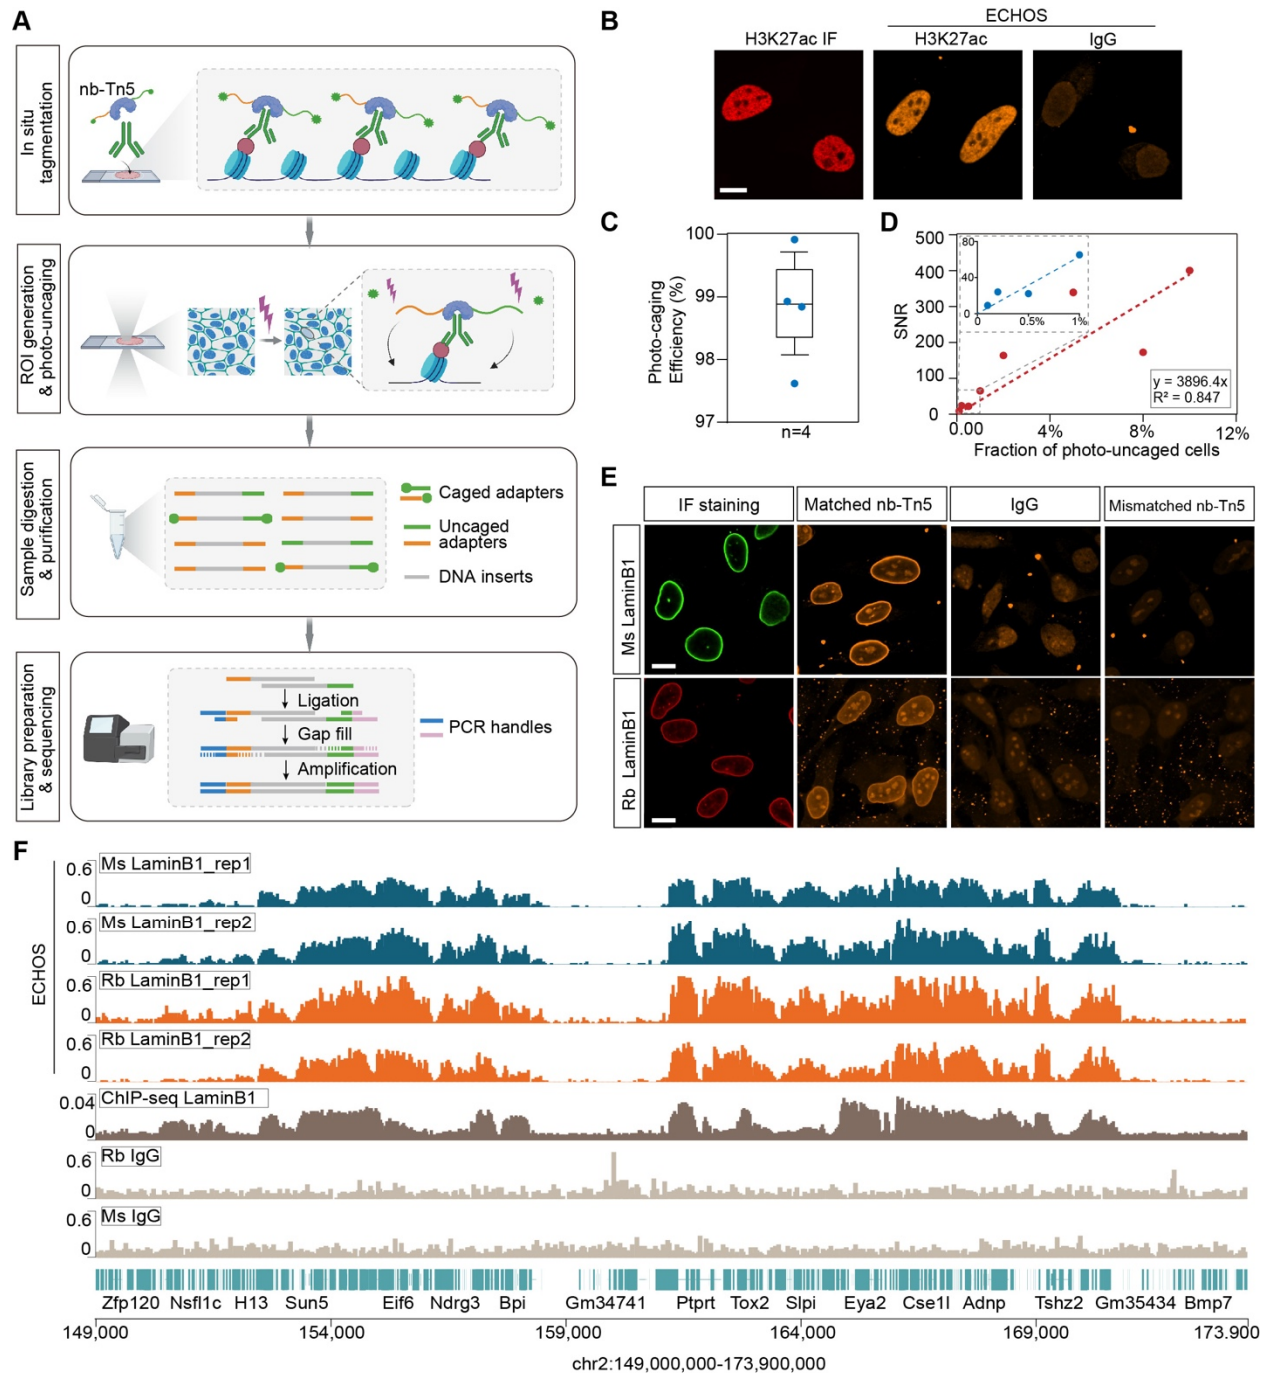 A
In situ
tagmentation
nb-Tn5
ROI generation
& photo-uncaging
Sample digestion
& purification
Caged adapters
Uncaged
adapters
DNA inserts
Library preparation
& sequencing
Ligation
Gap fill
Amplification
PCR handles
B
ECHOS
H3K27ac IF
H3K27ac
IgG
C
Photo-caging
Efficiency (%)
100
99
98
97
n=4
D
SNR
500
400
300
200
100
0
80
40
0
0
0.5%
1%
y = 3896.4x
R² = 0.847
0.00
4%
8%
12%
Fraction of photo-uncaged cells
E
IF staining
Matched nb-Tn5
IgG
Mismatched nb-Tn5
Ms LaminB1
Rb LaminB1
F
ECHOS
0.6
0
Ms LaminB1_rep1
0.6
0
Ms LaminB1_rep2
0.6
0
Rb LaminB1_rep1
0.6
0
Rb LaminB1_rep2
0.04
0
ChIP-seq LaminB1
0.6
0
Rb IgG
0.6
0
Ms IgG
Zfp120 Nsfl1c H13 Sun5 Eif6 Ndrg3 Bpi Gm34741 Ptprt Tox2 Slpi Eya2 Cse1l Adnp Tshz2 Gm35434 Bmp7
149,000 154,000 159,000 164,000 169,000 173.900
chr2:149,000,000-173,900,000